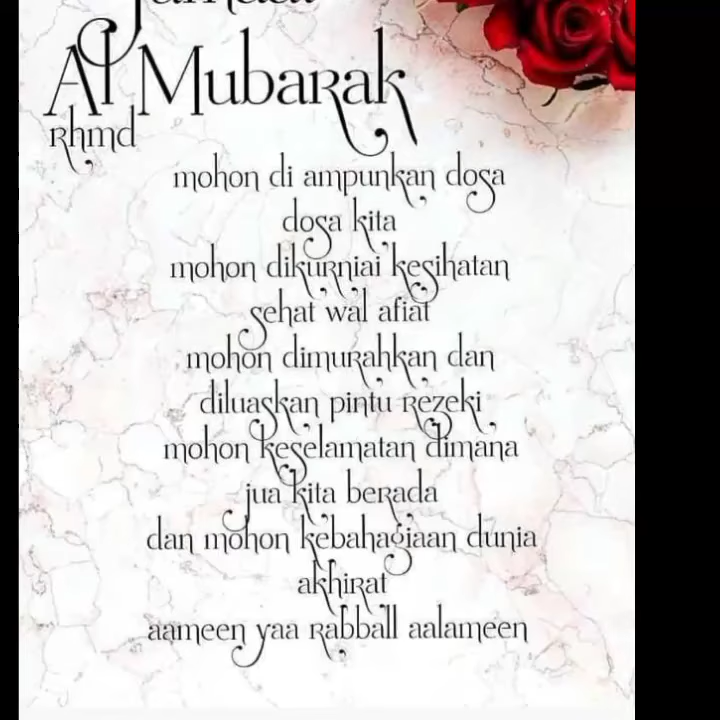 Al Mubarak
rhmd
mohon di ampunkan dosa
dosa kita
mohon dikurniai kesihatan
sehat wal afiat
mohon dimurahkan dan
diluaskan pintu rezeki
mohon keselamatan dimana
jua kita berada
dan mohon kebahagiaan dunia
akhirat
aameen yaa rabball aalameen